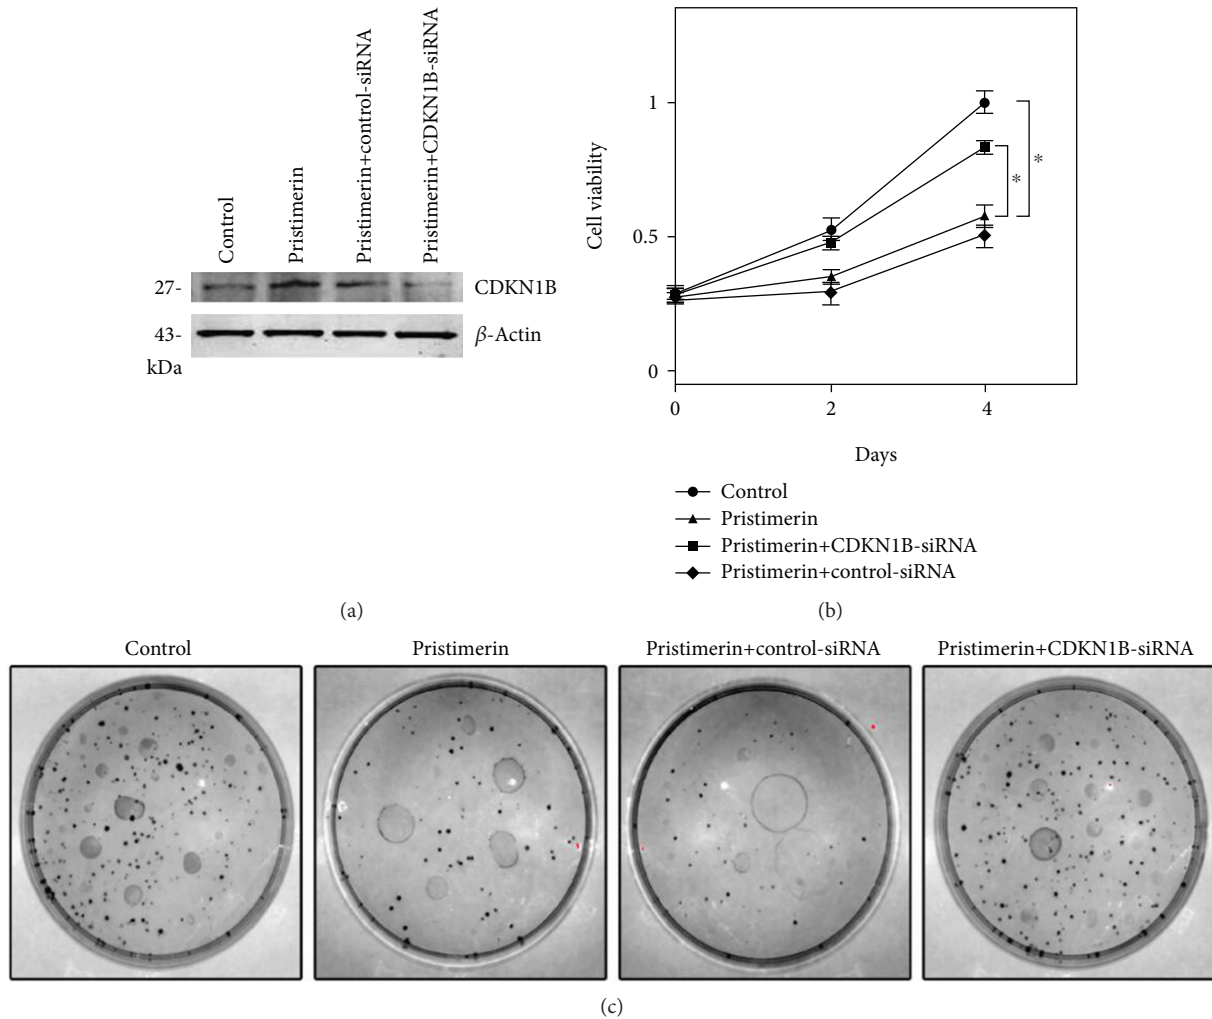 Control
Pristimerin
Pristimerin+control-siRNA
Pristimerin+CDKN1B-siRNA
27-
CDKN1B
43-
β-Actin
kDa
(a)
Cell viability
1
0.5
0
0
2
4
*
*
Days
Control
Pristimerin
Pristimerin+CDKN1B-siRNA
Pristimerin+control-siRNA
(b)
Control
Pristimerin
Pristimerin+control-siRNA
Pristimerin+CDKN1B-siRNA
(c)